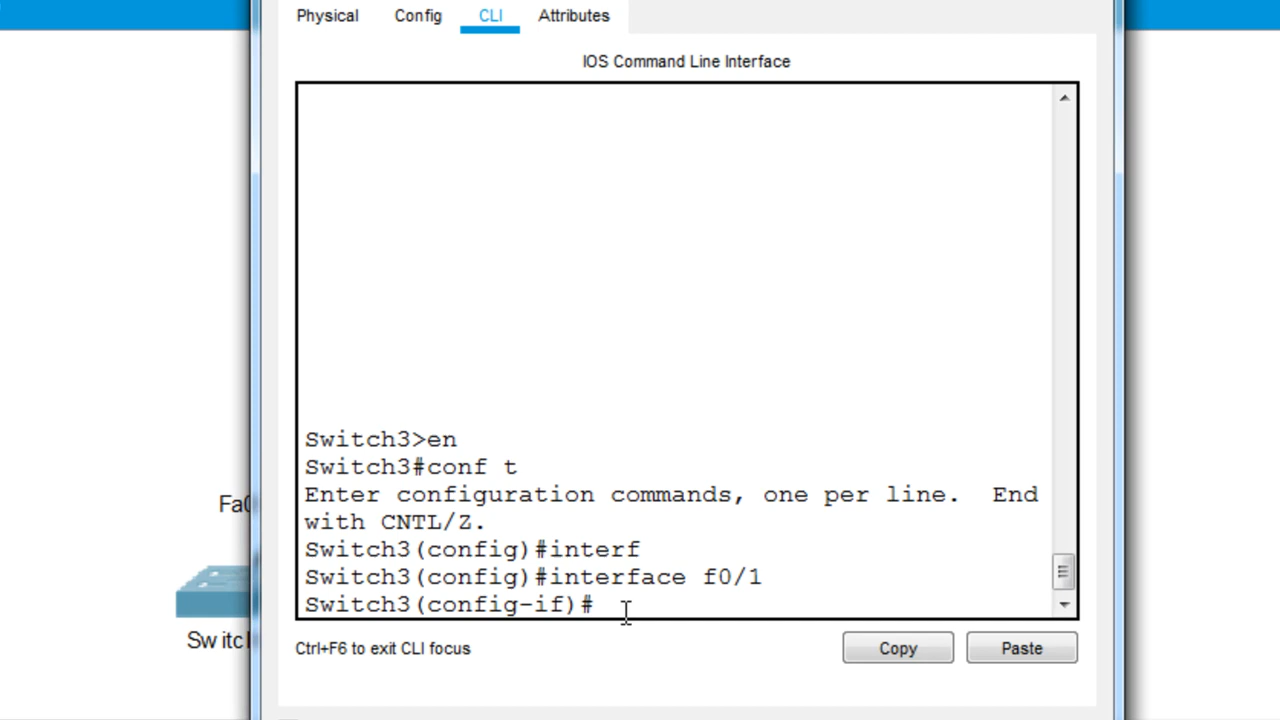 Physical Config CLI Attributes
IOS Command Line Interface
Switch3>en
Switch3#conf t
Enter configuration commands, one per line.  End
with CNTL/Z.
Switch3(config)#interf
Switch3(config)#interface f0/1
Switch3(config-if)#
Fa0
Switc
Ctrl+F6 to exit CLI focus
Copy Paste